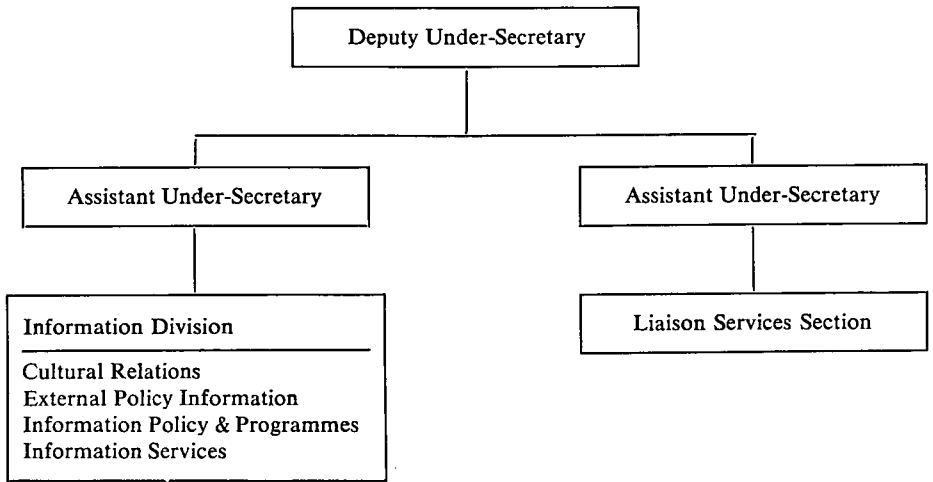 Deputy Under-Secretary
Assistant Under-Secretary
Assistant Under-Secretary
Information Division
Cultural Relations
External Policy Information
Information Policy & Programmes
Information Services
Liaison Services Section